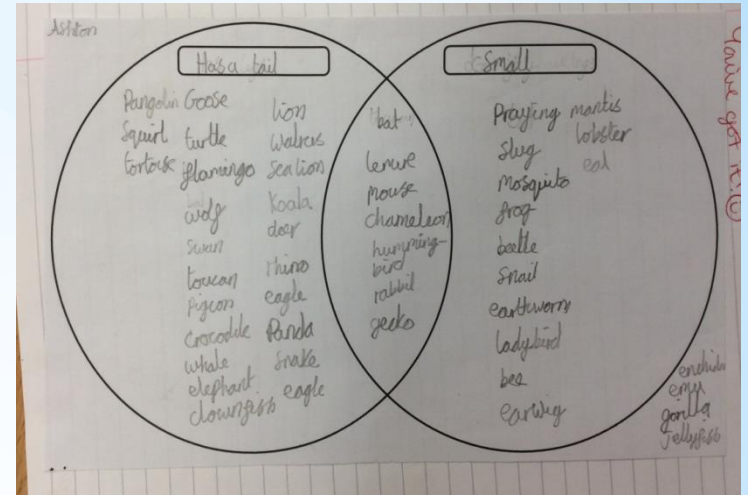 Ashton
Has a tail
Small
You've got it!
Pangolin Goose
Squirl turtle
tortoise flamingo
wolf
swan
toucan
Pigeon
crocodile
whale
elephant
clownfish
lion
walrus
Sealion
Koala
deer
rhino
eagle
Panda
Snake
eagle
bat
lemure
mouse
chameleon
humming-
bird
rabbit
gecko
Praying mantis
Slug lobster
mosquito
frog
beetle
Snail
earthworm
ladybird
bee
earwig
emu
gorilla
jellyfish